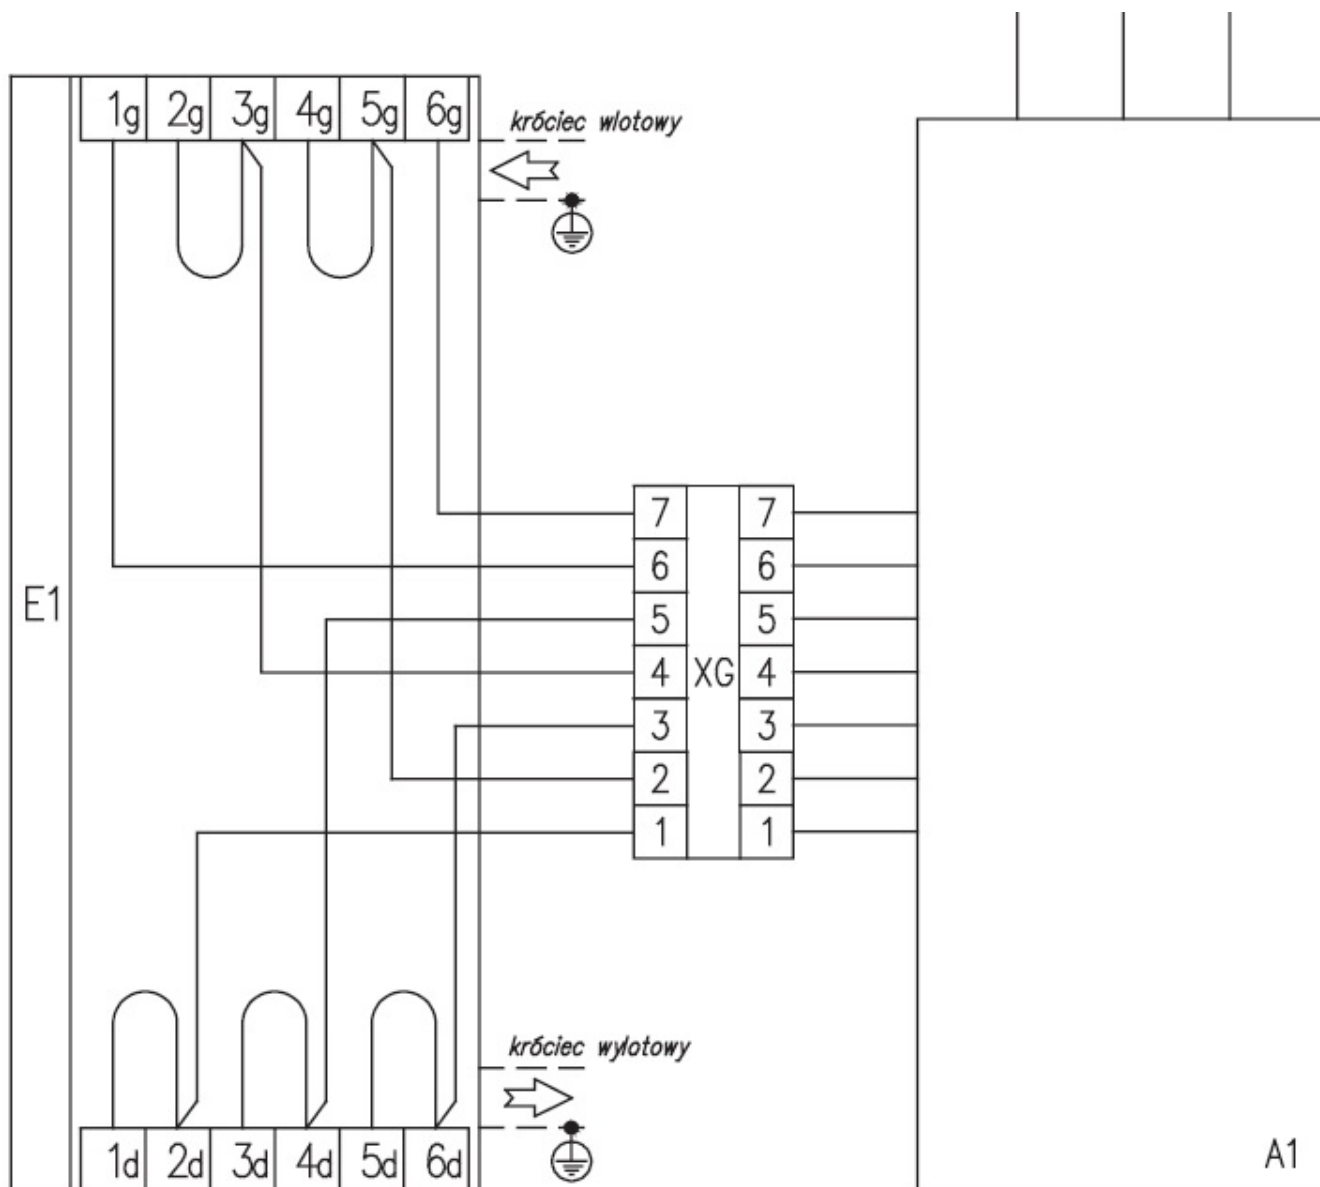 1g 2g 3g 4g 5g 6g
króciec wlotowy
7 7
6 6
E1
5 5
4 XG 4
3 3
2 2
1 1
króciec wylotowy
1d 2d 3d 4d 5d 6d
A1